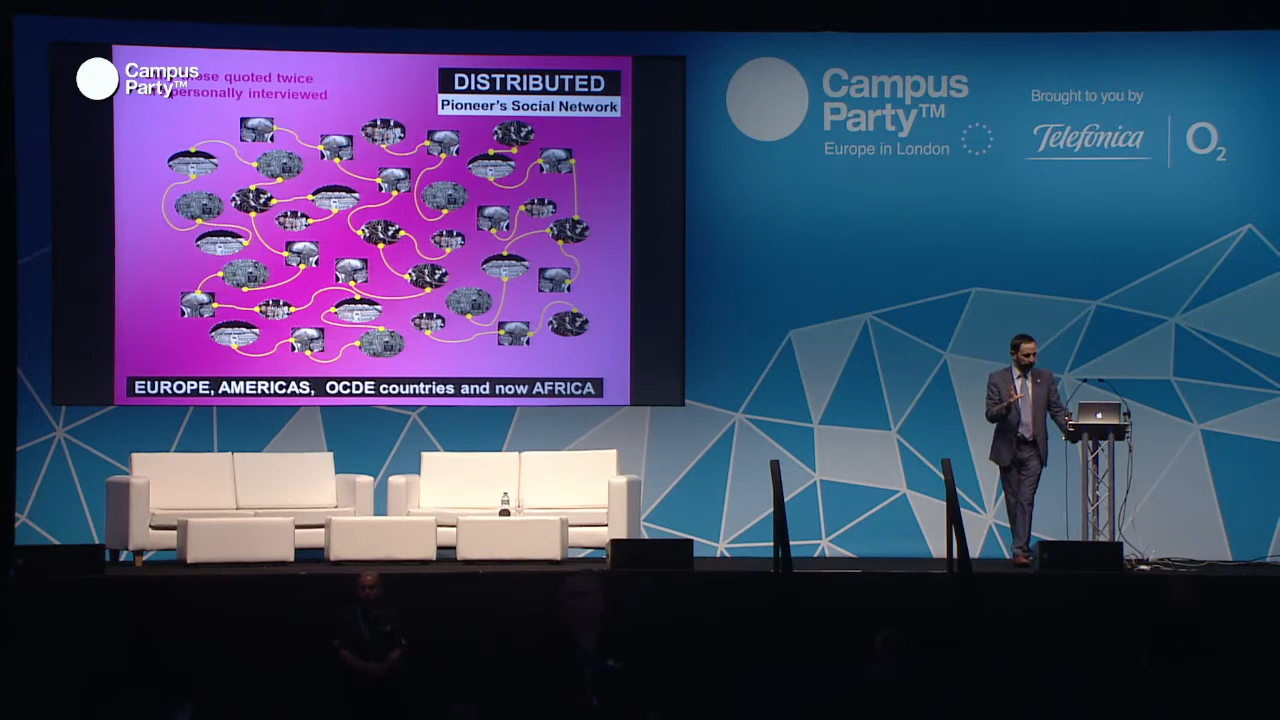 Campus
Party™
ose quoted twice
personally interviewed
DISTRIBUTED
Pioneer's Social Network
EUROPE, AMERICAS, OCDE countries and now AFRICA
Campus
Party™
Europe in London
Brought to you by
Telefónica
O2